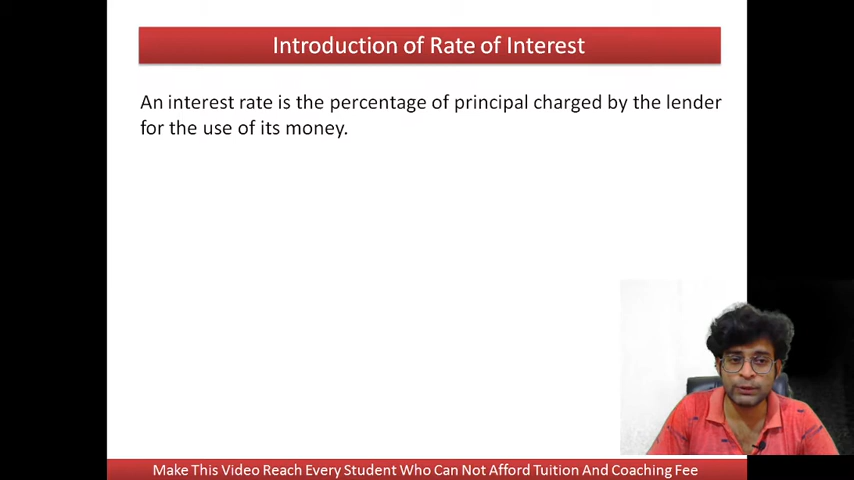 Introduction of Rate of Interest
An interest rate is the percentage of principal charged by the lender
for the use of its money.
Make This Video Reach Every Student Who Can Not Afford Tuition And Coaching Fee